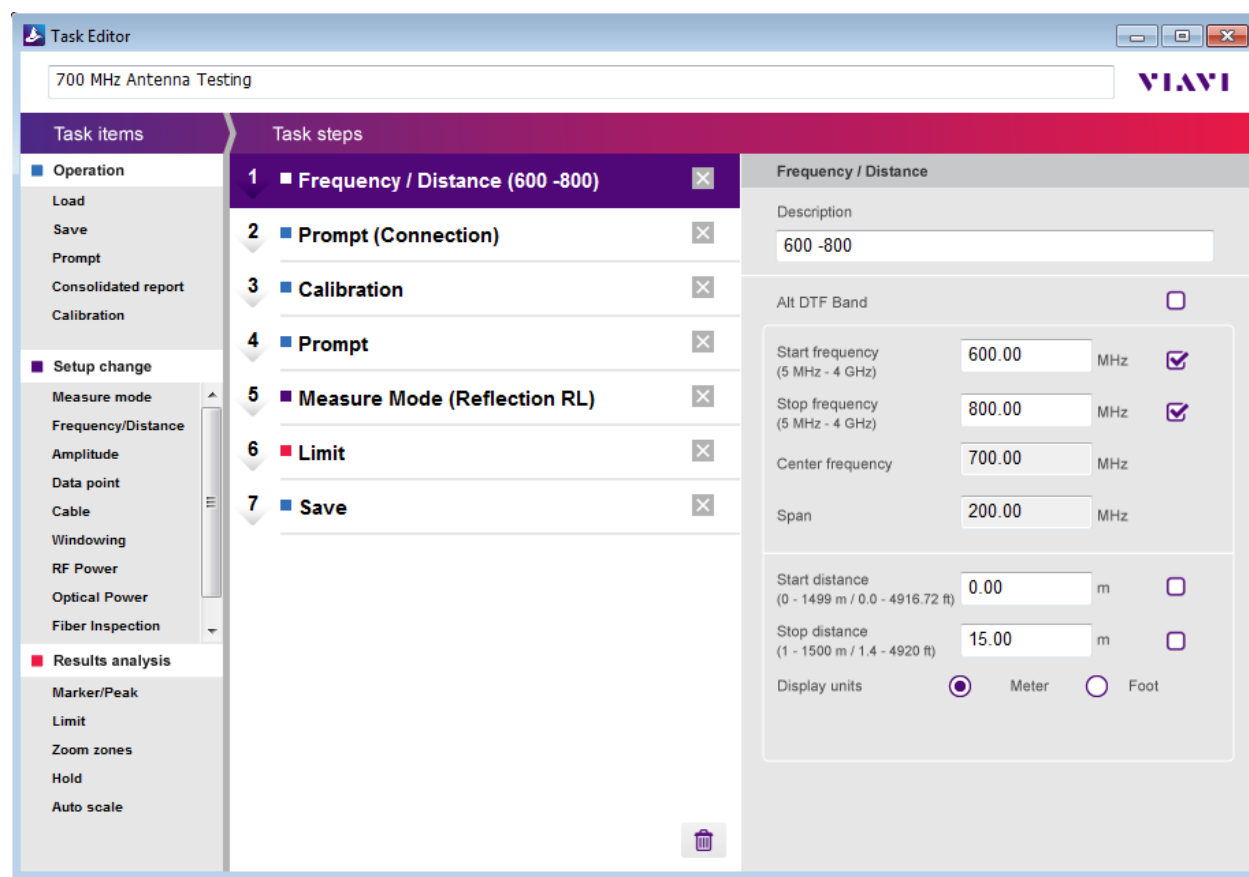 Task Editor
700 MHz Antenna Testing
VIAVI
Task items
Task steps
Operation
Load
Save
Prompt
Consolidated report
Calibration
Setup change
Measure mode
Frequency/Distance
Amplitude
Data point
Cable
Windowing
RF Power
Optical Power
Fiber Inspection
Results analysis
Marker/Peak
Limit
Zoom zones
Hold
Auto scale
1 Frequency / Distance (600 -800)
2 Prompt (Connection)
3 Calibration
4 Prompt
5 Measure Mode (Reflection RL)
6 Limit
7 Save
Frequency / Distance
Description
600 -800
Alt DTF Band
Start frequency 600.00 MHz
(5 MHz - 4 GHz)
Stop frequency 800.00 MHz
(5 MHz - 4 GHz)
Center frequency 700.00 MHz
Span 200.00 MHz
Start distance 0.00 m
(0 - 1499 m / 0.0 - 4916.72 ft)
Stop distance 15.00 m
(1 - 1500 m / 1.4 - 4920 ft)
Display units Meter Foot